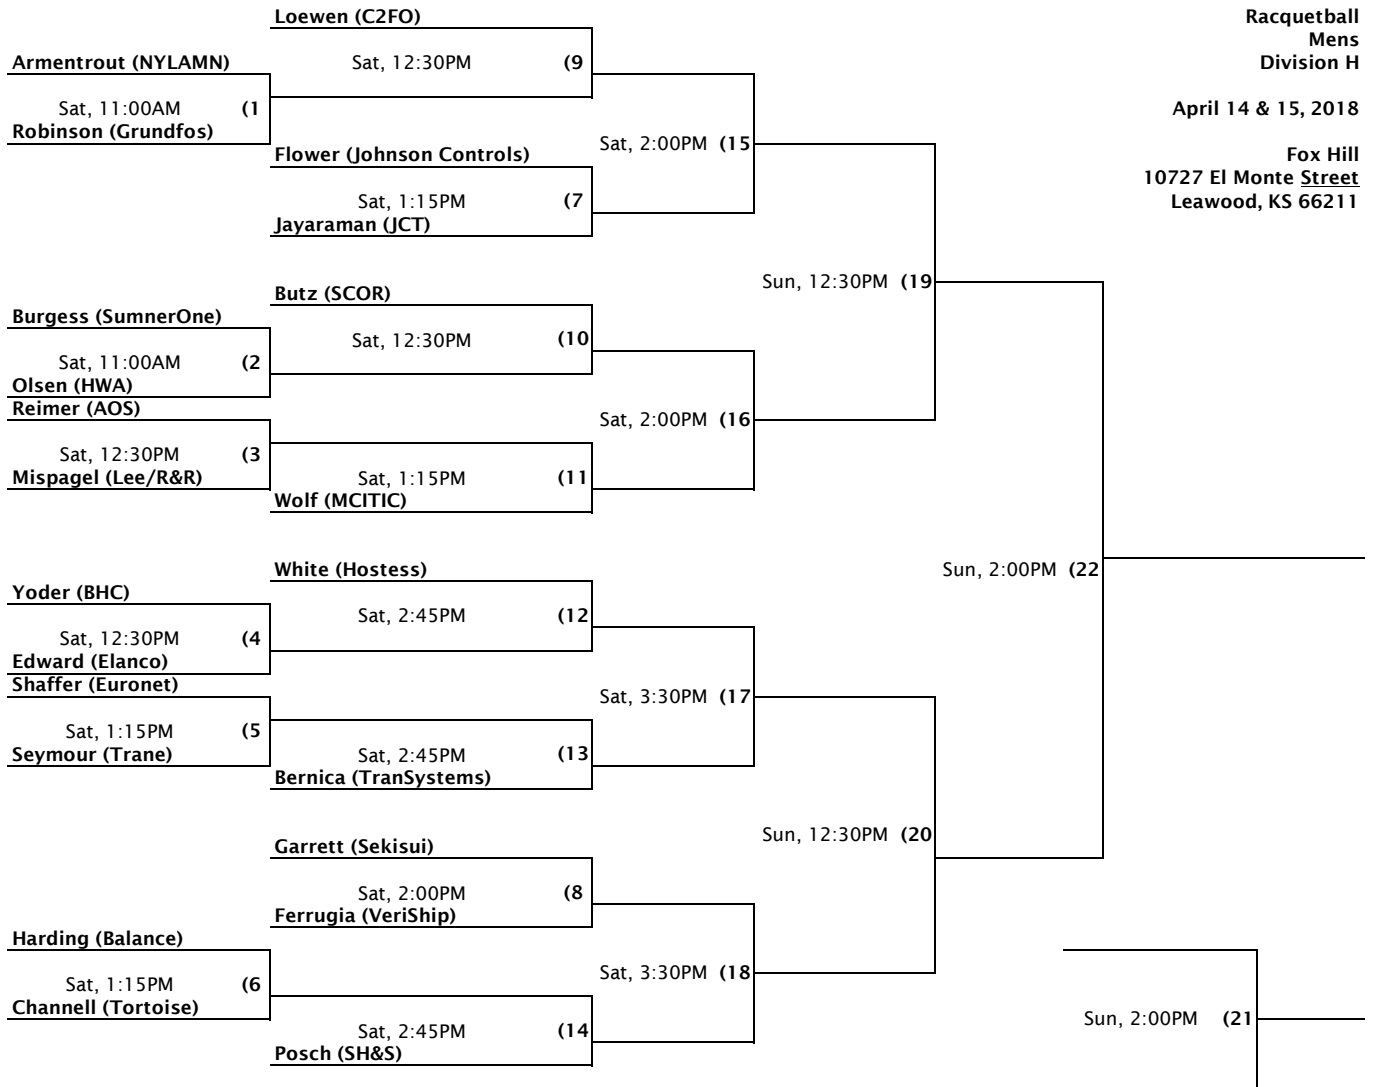 Loewen (C2FO)
Racquetball
Mens
Armentrout (NYLAMN)
Sat, 12:30PM (9
Division H
Sat, 11:00AM (1
April 14 & 15, 2018
Robinson (Grundfos)
Sat, 2:00PM (15
Flower (Johnson Controls)
Fox Hill
10727 El Monte Street
Sat, 1:15PM (7
Leawood, KS 66211
Jayaraman (JCT)
Sun, 12:30PM (19
Butz (SCOR)
Burgess (SumnerOne)
Sat, 12:30PM (10
Sat, 11:00AM (2
Olsen (HWA)
Reimer (AOS)
Sat, 2:00PM (16
Sat, 12:30PM (3
Mispagel (Lee/R&R)
Sat, 1:15PM (11
Wolf (MCITIC)
White (Hostess)
Sun, 2:00PM (22
Yoder (BHC)
Sat, 2:45PM (12
Sat, 12:30PM (4
Edward (Elanco)
Shaffer (Euronet)
Sat, 3:30PM (17
Sat, 1:15PM (5
Seymour (Trane)
Sat, 2:45PM (13
Bernica (TranSystems)
Sun, 12:30PM (20
Garrett (Sekisui)
Sat, 2:00PM (8
Ferrugia (VeriShip)
Harding (Balance)
Sat, 3:30PM (18
Sat, 1:15PM (6
Channell (Tortoise)
Sun, 2:00PM (21
Sat, 2:45PM (14
Posch (SH&S)